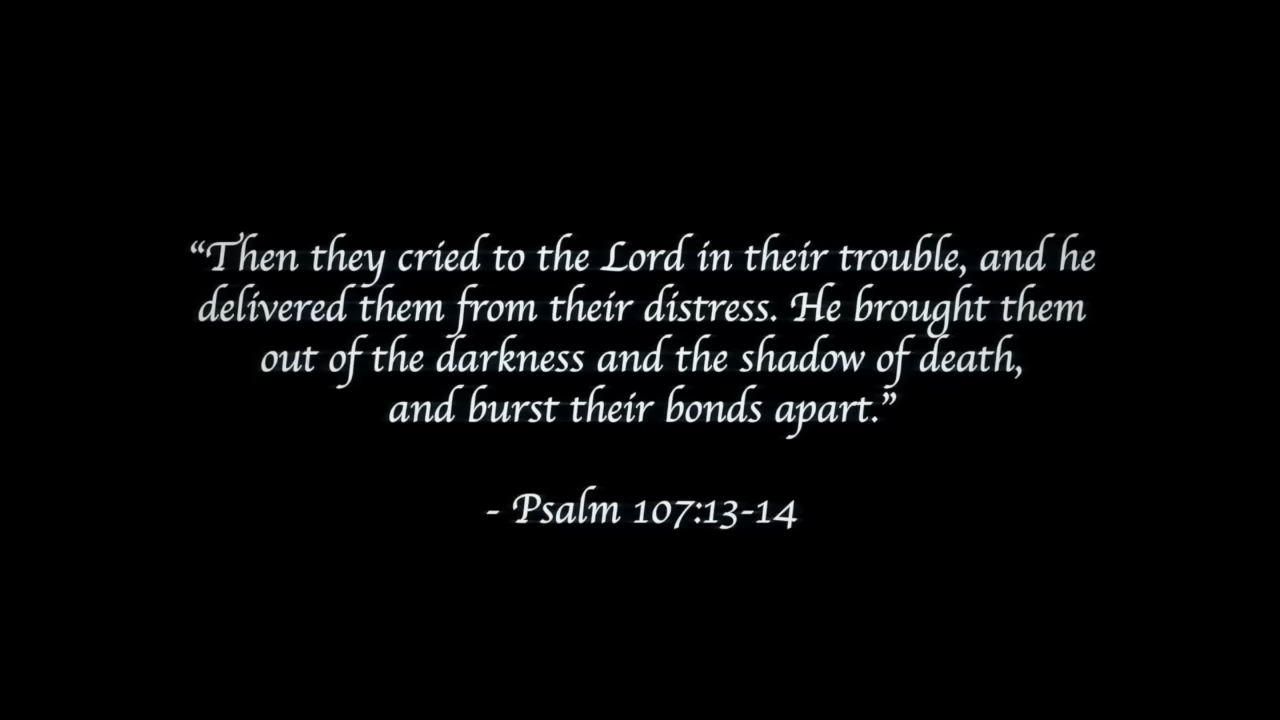 “Then they cried to the Lord in their trouble, and he
delivered them from their distress. He brought them
out of the darkness and the shadow of death,
and burst their bonds apart.”
- Psalm 107:13-14